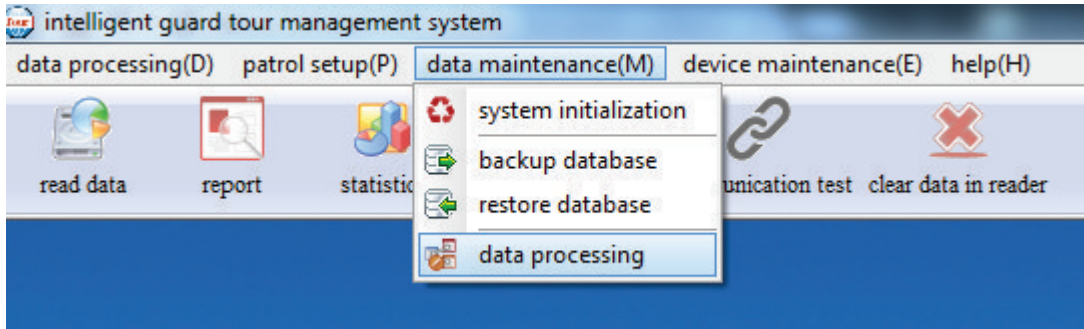 intelligent guard tour management system
data processing(D) patrol setup(P) data maintenance(M) device maintenance(E) help(H)
system initialization
backup database
restore database
data processing
read data report statistic unication test clear data in reader